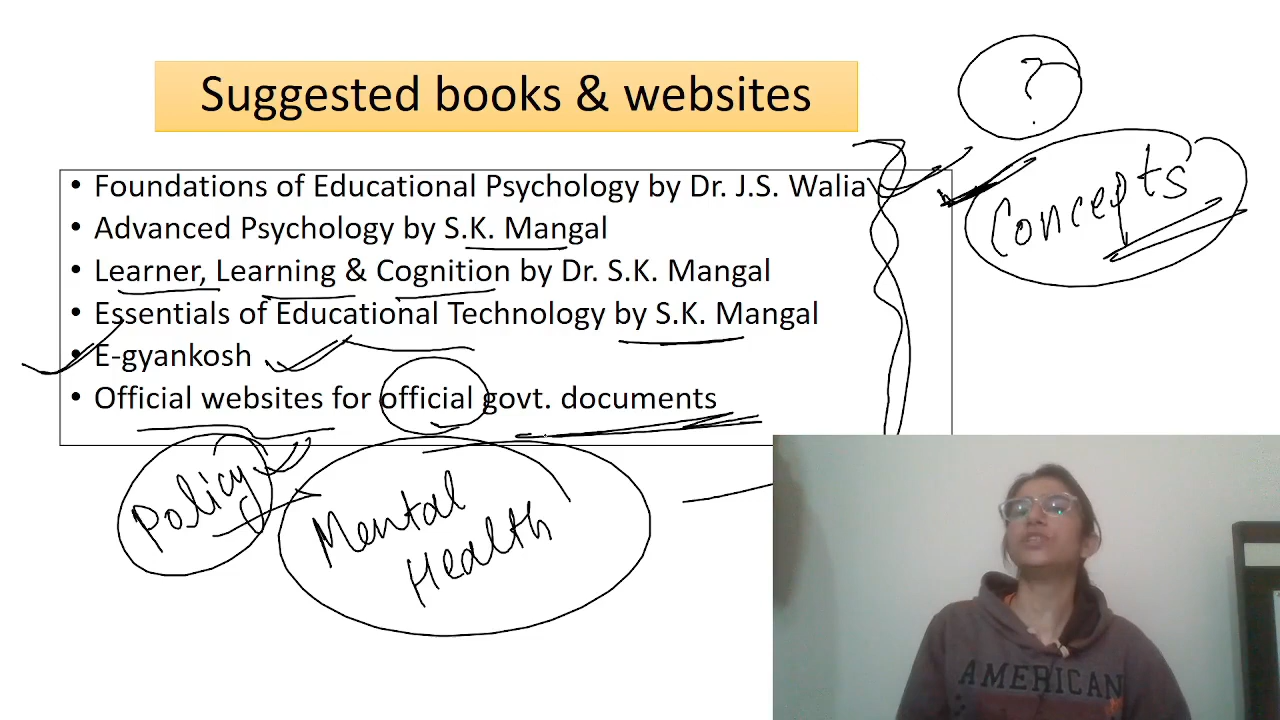 Suggested books & websites
?
Concepts
• Foundations of Educational Psychology by Dr. J.S. Walia
• Advanced Psychology by S.K. Mangal
• Learner, Learning & Cognition by Dr. S.K. Mangal
• Essentials of Educational Technology by S.K. Mangal
• E-gyankosh
• Official websites for official govt. documents
Policy
Mental
Health
AMERICAN